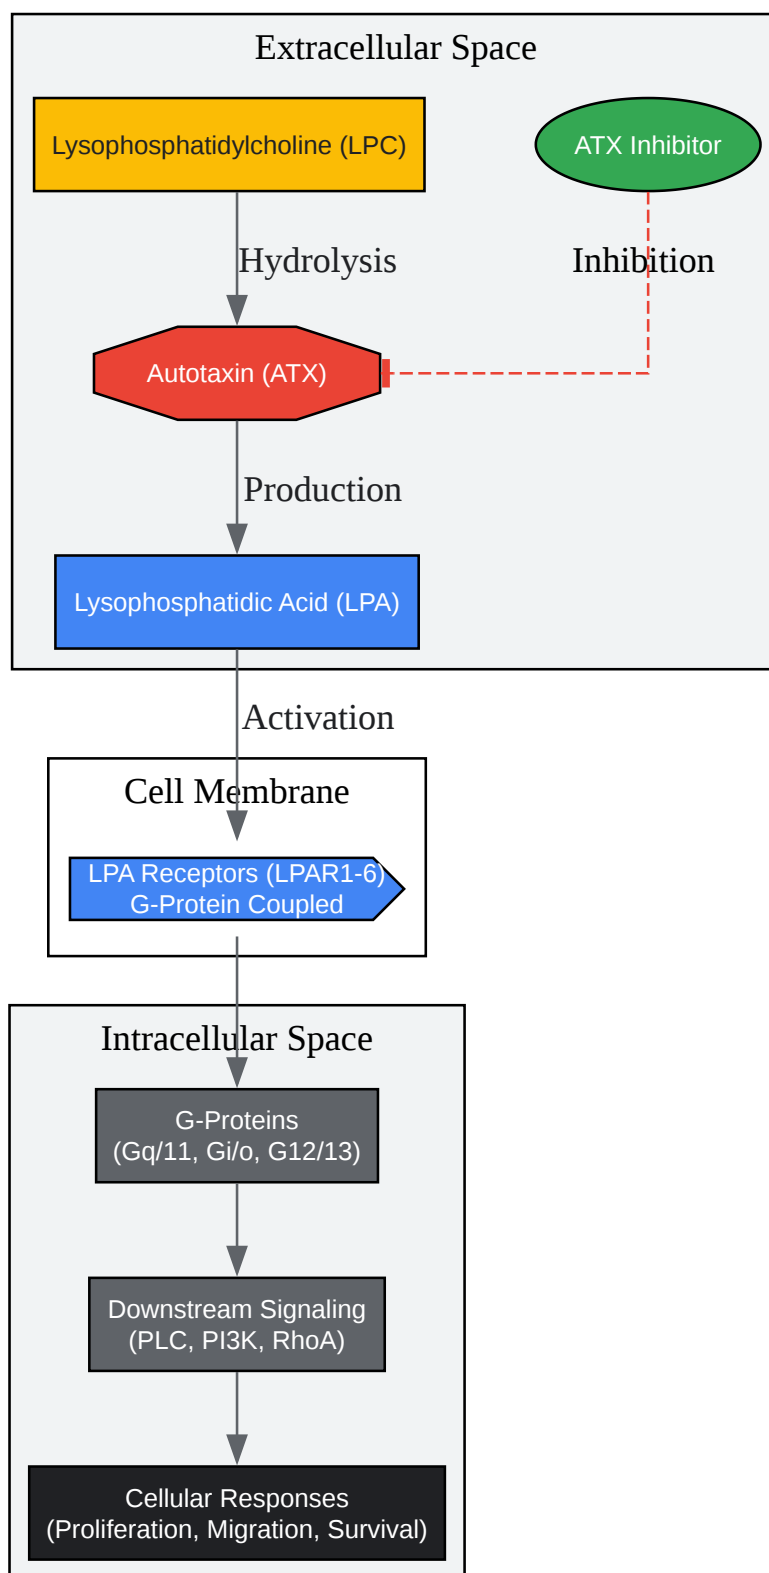 Extracellular Space
Lysophosphatidylcholine (LPC)
ATX Inhibitor
Hydrolysis
Inhibition
Autotaxin (ATX)
Production
Lysophosphatidic Acid (LPA)
Activation
Cell Membrane
LPA Receptors (LPAR1-6)
G-Protein Coupled
Intracellular Space
G-Proteins
(Gq/11, Gi/o, G12/13)
Downstream Signaling
(PLC, PI3K, RhoA)
Cellular Responses
(Proliferation, Migration, Survival)